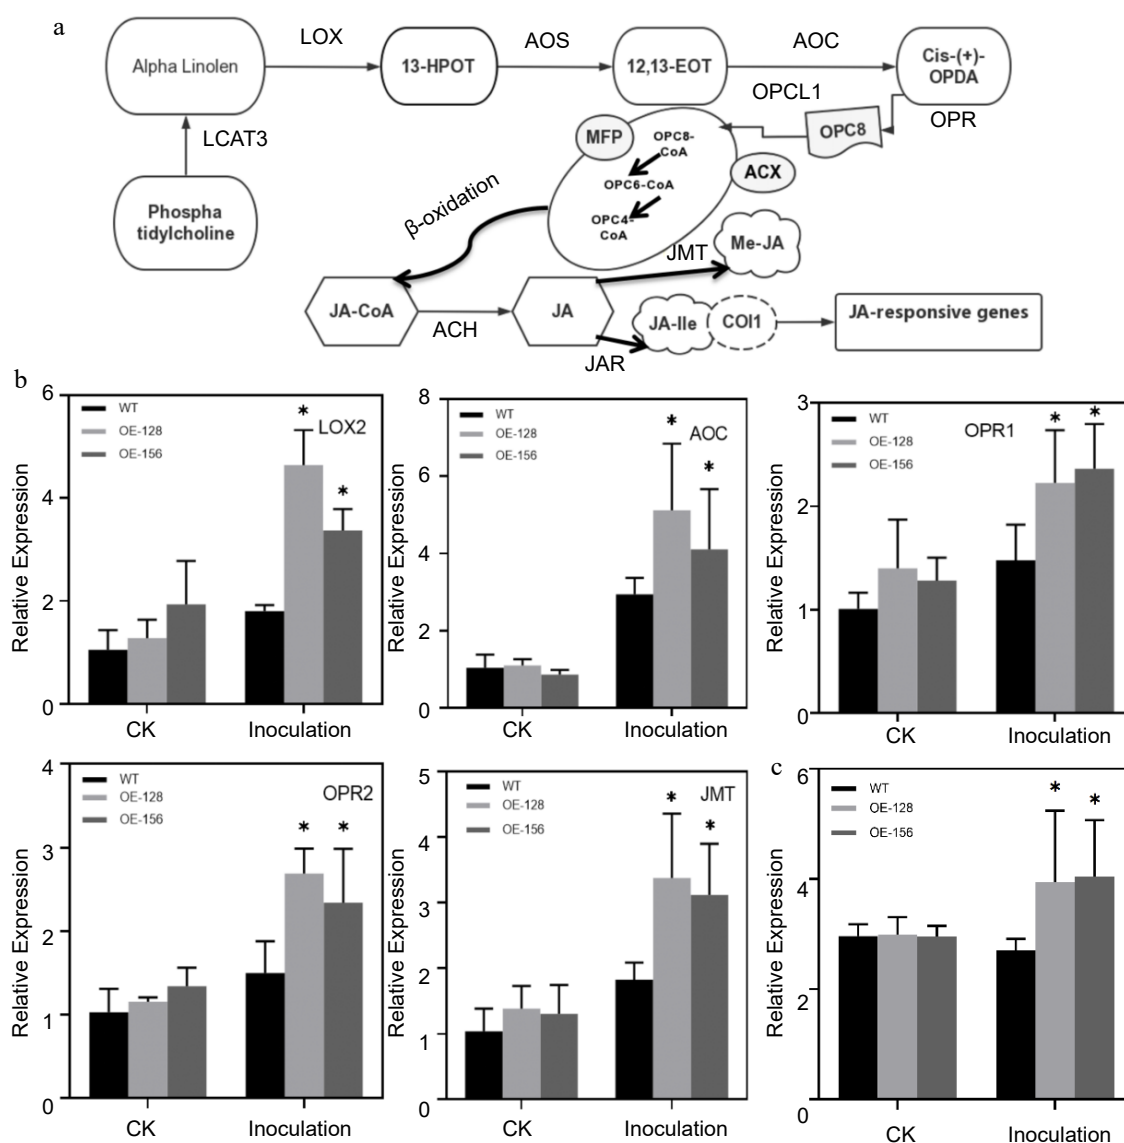 a
LOX
AOS
AOC
Alpha Linolen
13-HPOT
12,13-EOT
Cis-(+)-
OPDA
OPCL1
OPR
OPC8
LCAT3
MFP
OPC8-
CoA
ACX
OPC6-CoA
OPC4-
CoA
Phospha
tidylcholine
β-oxidation
JMT
Me-JA
JA-CoA
ACH
JA
JA-Ile
COI1
JA-responsive genes
JAR
b
Relative Expression
6
4
2
0
WT
OE-128
OE-156
LOX2
*
*
CK
Inoculation
Relative Expression
8
6
4
2
0
WT
OE-128
OE-156
AOC
*
*
CK
Inoculation
Relative Expression
3
2
1
0
WT
OE-128
OE-156
OPR1
*
*
CK
Inoculation
Relative Expression
4
3
2
1
0
WT
OE-128
OE-156
OPR2
*
*
CK
Inoculation
Relative Expression
5
4
3
2
1
0
WT
OE-128
OE-156
JMT
*
*
CK
Inoculation
c
Relative Expression
6
4
2
0
WT
OE-128
OE-156
*
*
CK
Inoculation